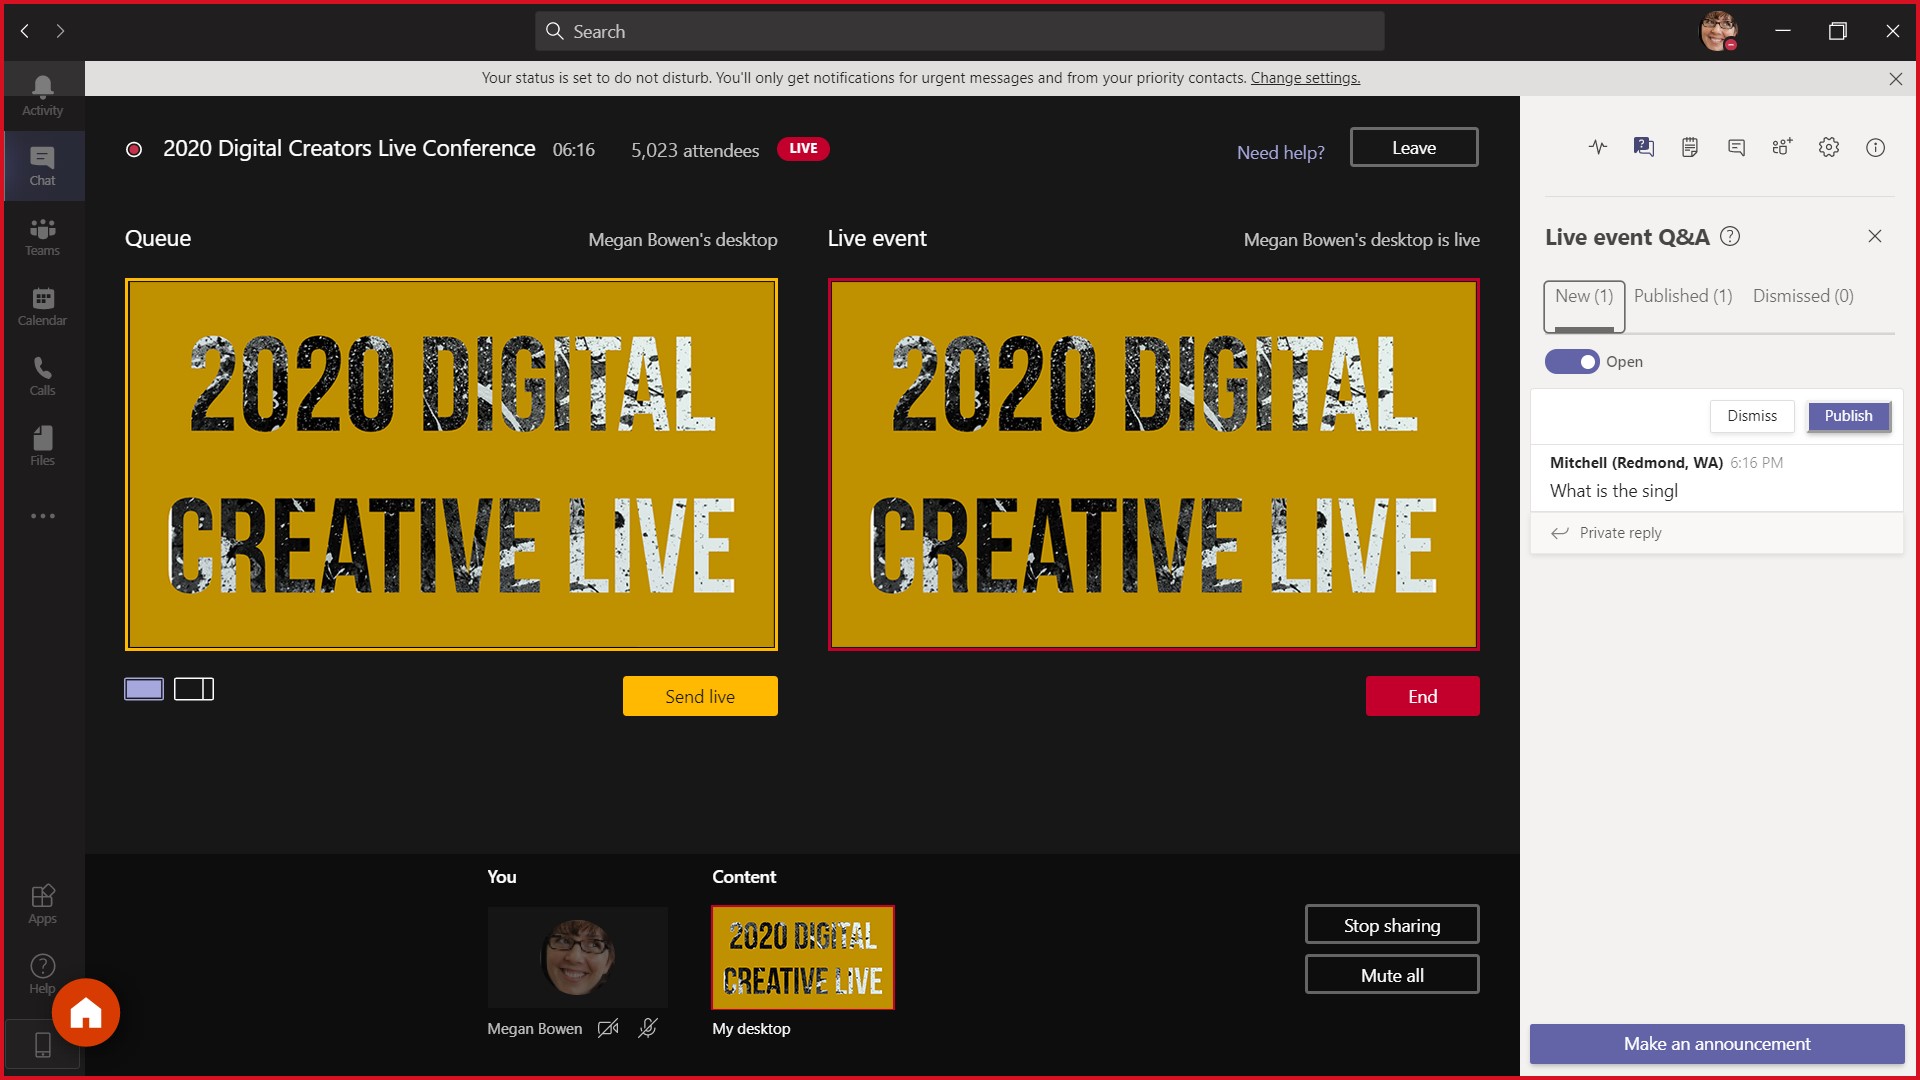 Search
Your status is set to do not disturb. You'll only get notifications for urgent messages and from your priority contacts. Change settings.
Activity
Chat
Teams
Calendar
Calls
Files
Apps
Help
2020 Digital Creators Live Conference 06:16 5,023 attendees LIVE
Need help? Leave
Queue Megan Bowen's desktop
2020 DIGITAL
CREATIVE LIVE
Send live
Live event Megan Bowen's desktop is live
2020 DIGITAL
CREATIVE LIVE
End
You
Megan Bowen
Content
2020 DIGITAL
CREATIVE LIVE
My desktop
Stop sharing
Mute all
Live event Q&A
New (1) Published (1) Dismissed (0)
Open
Dismiss Publish
Mitchell (Redmond, WA) 6:16 PM
What is the singl
Private reply
Make an announcement